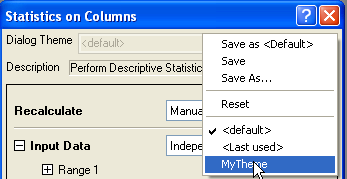 Statistics on Columns
Dialog Theme <default>
Description Perform Descriptive Statistic
Save as <Default>
Save
Save As...
Reset
<default>
<Last used>
MyTheme
Recalculate Manua
Input Data Indepe
Range 1